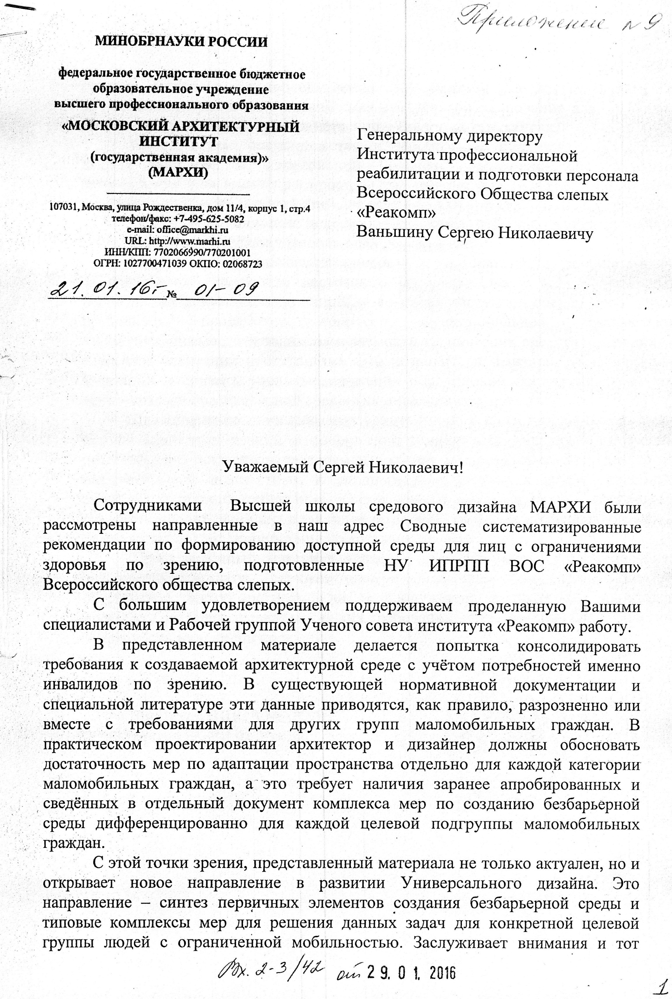 Приложение N 9
МИНОБРНАУКИ РОССИИ
федеральное государственное бюджетное
образовательное учреждение
высшего профессионального образования
«МОСКОВСКИЙ АРХИТЕКТУРНЫЙ
ИНСТИТУТ
(государственная академия)»
(МАРХИ)
107031, Москва, улица Рождественка, дом 11/4, корпус 1, стр.4
телефон/факс: +7-495-625-5082
e-mail: office@markhi.ru
URL: http://www.marhi.ru
ИНН/КПП: 7702066990/770201001
ОГРН: 1027700471039 ОКПО: 02068723
21.01.16г № 01-09
Генеральному директору
Института профессиональной
реабилитации и подготовки персонала
Всероссийского Общества слепых
«Реакомп»
Ваньшину Сергею Николаевичу
Уважаемый Сергей Николаевич!
Сотрудниками Высшей школы средового дизайна МАРХИ были
рассмотрены направленные в наш адрес Сводные систематизированные
рекомендации по формированию доступной среды для лиц с ограничениями
здоровья по зрению, подготовленные НУ ИПРПП ВОС «Реакомп»
Всероссийского общества слепых.
С большим удовлетворением поддерживаем проделанную Вашими
специалистами и Рабочей группой Ученого совета института «Реакомп» работу.
В представленном материале делается попытка консолидировать
требования к создаваемой архитектурной среде с учётом потребностей именно
инвалидов по зрению. В существующей нормативной документации и
специальной литературе эти данные приводятся, как правило, разрозненно или
вместе с требованиями для других групп маломобильных граждан. В
практическом проектировании архитектор и дизайнер должны обосновать
достаточность мер по адаптации пространства отдельно для каждой категории
маломобильных граждан, а это требует наличия заранее апробированных и
сведённых в отдельный документ комплекса мер по созданию безбарьерной
среды дифференцированно для каждой целевой подгруппы маломобильных
граждан.
С этой точки зрения, представленный материала не только актуален, но и
открывает новое направление в развитии Универсального дизайна. Это
направление – синтез первичных элементов создания безбарьерной среды и
типовые комплексы мер для решения данных задач для конкретной целевой
группы людей с ограниченной мобильностью. Заслуживает внимания и тот
Вх. 2-3/42 от 29.01.2016
1